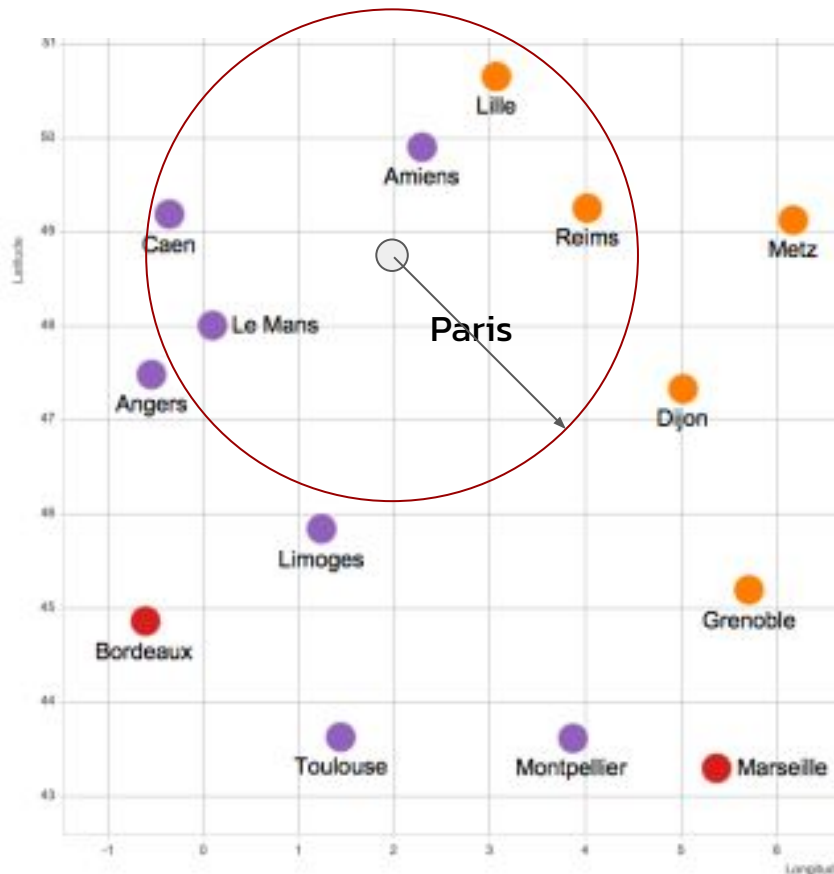 51
Lille
50
Amiens
49
Caen
Reims
Metz
Latitude
48
Le Mans
Paris
Angers
47
Dijon
46
Limoges
45
Grenoble
Bordeaux
44
Toulouse
Montpellier
Marseille
43
-1 0 1 2 3 4 5 6
Longitud